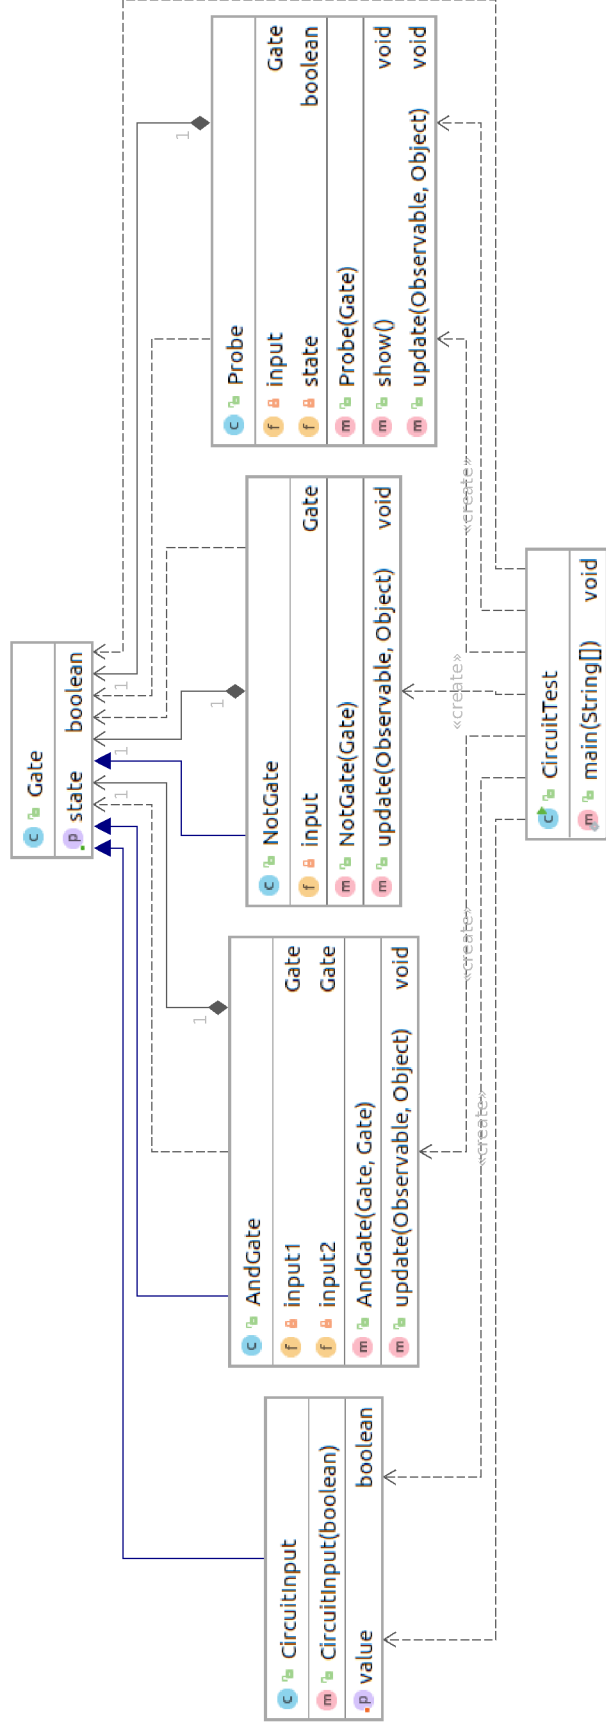 Gate
state boolean
1
1
1
CircuitInput
CircuitInput(boolean)
value boolean
AndGate
input1 Gate
input2 Gate
AndGate(Gate, Gate)
update(Observable, Object) void
1
NotGate
input Gate
NotGate(Gate)
update(Observable, Object) void
1
Probe
input Gate
state boolean
Probe(Gate)
show() void
update(Observable, Object) void
1
«create»
«create»
«create»
«create»
CircuitTest
main(String[]) void